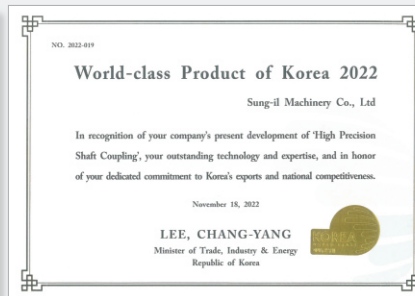 NO. 2022-019
World-class Product of Korea 2022
Sung-il Machinery Co., Ltd
In recognition of your company's present development of 'High Precision
Shaft Coupling', your outstanding technology and expertise, and in honor
of your dedicated commitment to Korea's exports and national competitiveness.
November 18, 2022
LEE, CHANG-YANG
Minister of Trade, Industry & Energy
Republic of Korea
KOREA